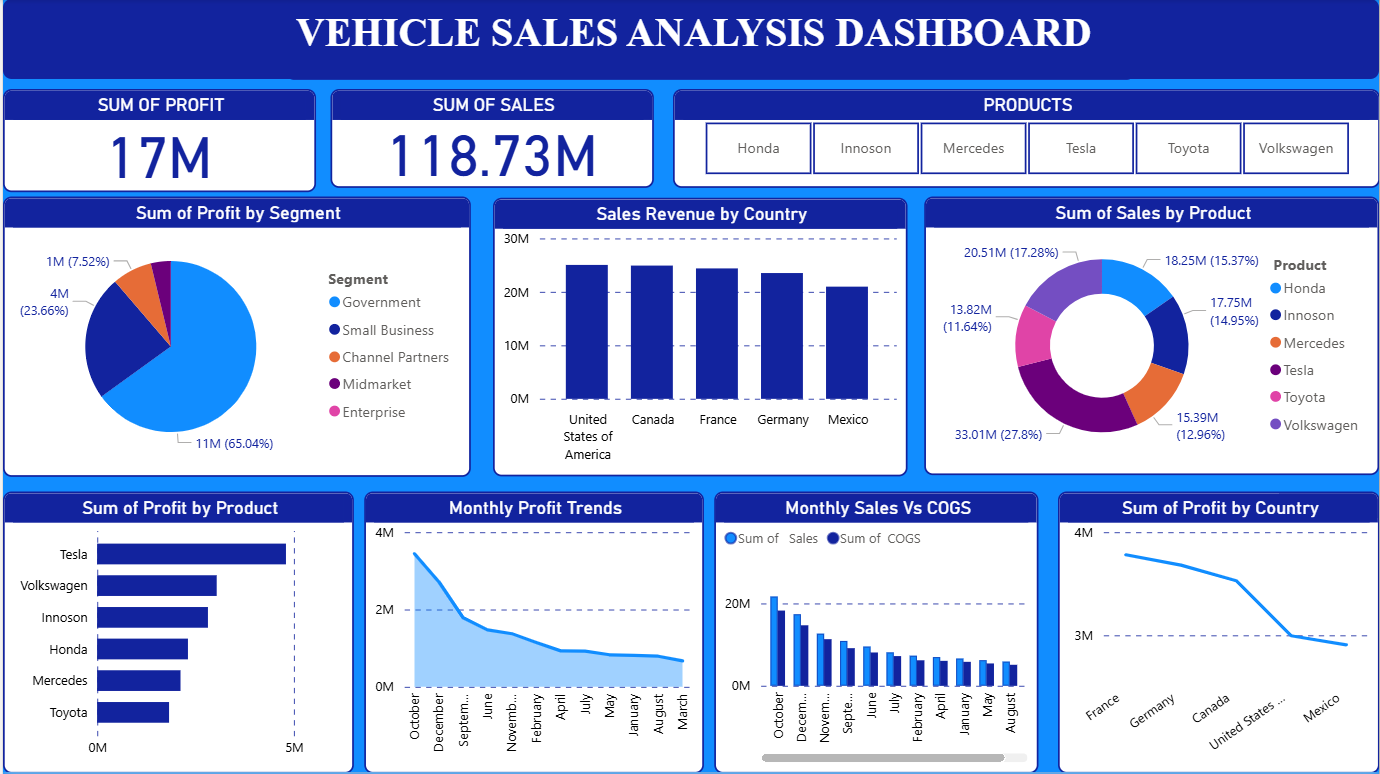 VEHICLE SALES ANALYSIS DASHBOARD
SUM OF PROFIT
17M
SUM OF SALES
118.73M
PRODUCTS
Honda
Innoson
Mercedes
Tesla
Toyota
Volkswagen
Sum of Profit by Segment
1M (7.52%)
4M
(23.66%)
11M (65.04%)
Segment
Government
Small Business
Channel Partners
Midmarket
Enterprise
Sales Revenue by Country
30M
20M
10M
0M
United
States of
America
Canada
France
Germany
Mexico
Sum of Sales by Product
20.51M (17.28%)
18.25M (15.37%)
17.75M
(14.95%)
13.82M
(11.64%)
15.39M
(12.96%)
33.01M (27.8%)
Product
Honda
Innoson
Mercedes
Tesla
Toyota
Volkswagen
Sum of Profit by Product
Tesla
Volkswagen
Innoson
Honda
Mercedes
Toyota
0M
5M
Monthly Profit Trends
4M
2M
0M
October
December
Septem...
June
Novemb...
February
April
July
May
January
August
March
Monthly Sales Vs COGS
Sum of Sales
Sum of COGS
20M
0M
October
Decem...
Novem...
Septe...
June
July
February
April
January
May
August
Sum of Profit by Country
4M
3M
France
Germany
Canada
United States ...
Mexico